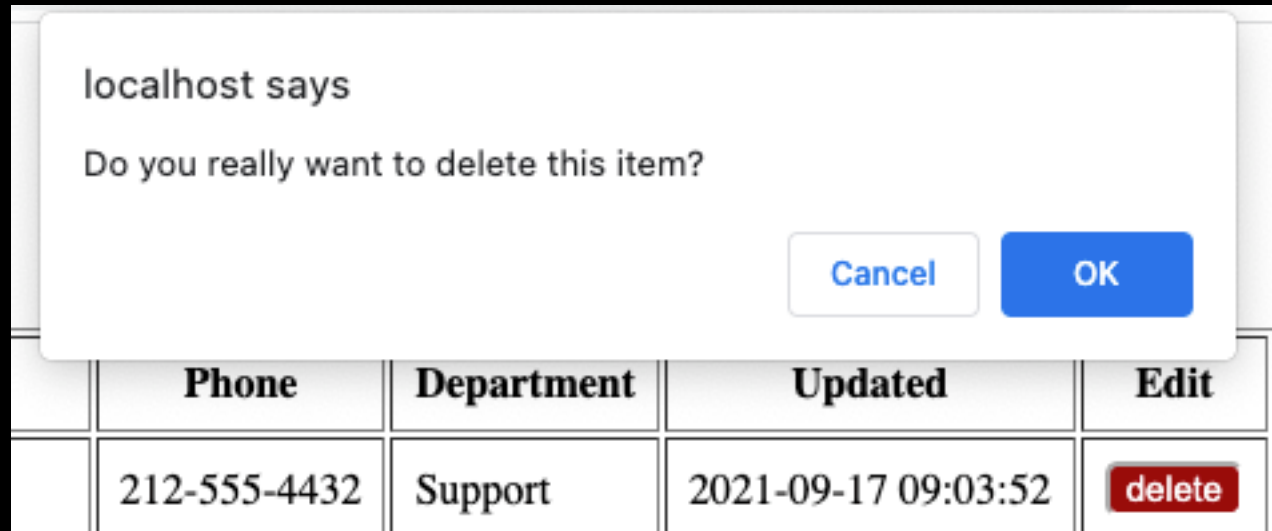 localhost says
Do you really want to delete this item?
Cancel OK
Phone Department Updated Edit
212-555-4432 Support 2021-09-17 09:03:52 delete